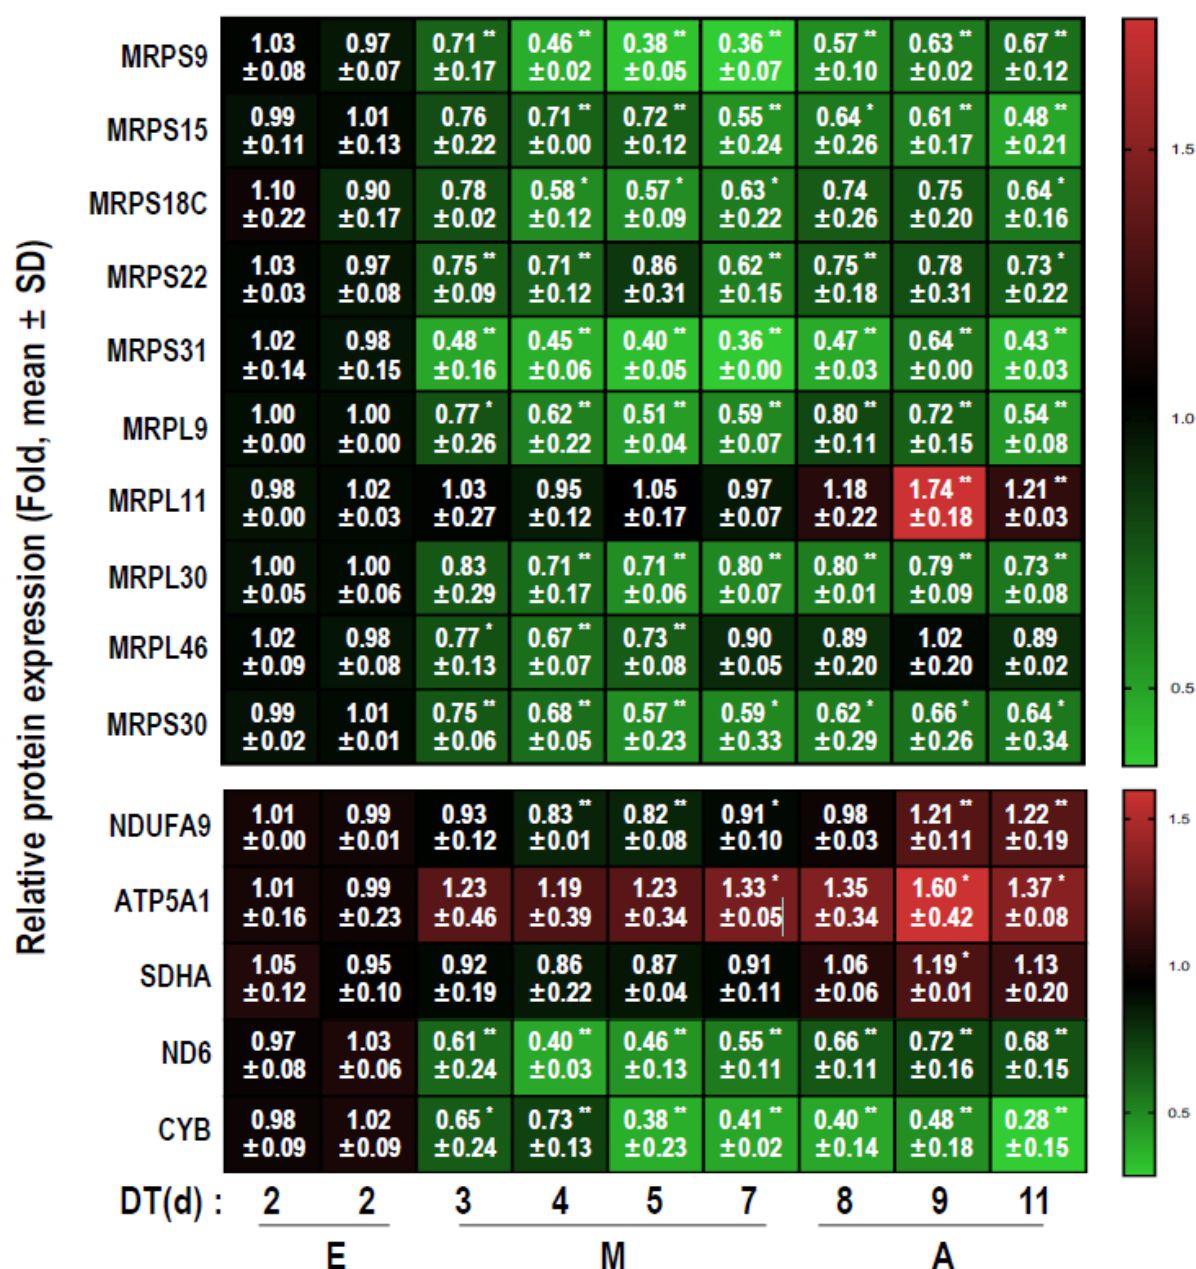 Relative protein expression (Fold, mean ± SD)
MRPS9 1.03 ±0.08 0.97 ±0.07 0.71 ** ±0.17 0.46 ** ±0.02 0.38 ** ±0.05 0.36 ** ±0.07 0.57 ** ±0.10 0.63 ** ±0.02 0.67 ** ±0.12
MRPS15 0.99 ±0.11 1.01 ±0.13 0.76 ±0.22 0.71 ** ±0.00 0.72 ** ±0.12 0.55 ** ±0.24 0.64 * ±0.26 0.61 ** ±0.17 0.48 ** ±0.21
MRPS18C 1.10 ±0.22 0.90 ±0.17 0.78 ±0.02 0.58 * ±0.12 0.57 * ±0.09 0.63 * ±0.22 0.74 ±0.26 0.75 ±0.20 0.64 * ±0.16
MRPS22 1.03 ±0.03 0.97 ±0.08 0.75 ** ±0.09 0.71 ** ±0.12 0.86 ±0.31 0.62 ** ±0.15 0.75 ** ±0.18 0.78 ±0.31 0.73 * ±0.22
MRPS31 1.02 ±0.14 0.98 ±0.15 0.48 ** ±0.16 0.45 ** ±0.06 0.40 ** ±0.05 0.36 ** ±0.00 0.47 ** ±0.03 0.64 ** ±0.00 0.43 ** ±0.03
MRPL9 1.00 ±0.00 1.00 ±0.00 0.77 * ±0.26 0.62 ** ±0.22 0.51 ** ±0.04 0.59 ** ±0.07 0.80 ** ±0.11 0.72 ** ±0.15 0.54 ** ±0.08
MRPL11 0.98 ±0.00 1.02 ±0.03 1.03 ±0.27 0.95 ±0.12 1.05 ±0.17 0.97 ±0.07 1.18 ±0.22 1.74 ** ±0.18 1.21 ** ±0.03
MRPL30 1.00 ±0.05 1.00 ±0.06 0.83 ±0.29 0.71 ** ±0.17 0.71 ** ±0.06 0.80 ** ±0.07 0.80 ** ±0.01 0.79 ** ±0.09 0.73 ** ±0.08
MRPL46 1.02 ±0.09 0.98 ±0.08 0.77 * ±0.13 0.67 ** ±0.07 0.73 ** ±0.08 0.90 ±0.05 0.89 ±0.20 1.02 ±0.20 0.89 ±0.02
MRPS30 0.99 ±0.02 1.01 ±0.01 0.75 ** ±0.06 0.68 ** ±0.05 0.57 ** ±0.23 0.59 * ±0.33 0.62 * ±0.29 0.66 * ±0.26 0.64 * ±0.34
1.5
1.0
0.5
NDUFA9 1.01 ±0.00 0.99 ±0.01 0.93 ±0.12 0.83 ** ±0.01 0.82 ** ±0.08 0.91 * ±0.10 0.98 ±0.03 1.21 ** ±0.11 1.22 ** ±0.19
ATP5A1 1.01 ±0.16 0.99 ±0.23 1.23 ±0.46 1.19 ±0.39 1.23 ±0.34 1.33 * ±0.05 1.35 ±0.34 1.60 * ±0.42 1.37 * ±0.08
SDHA 1.05 ±0.12 0.95 ±0.10 0.92 ±0.19 0.86 ±0.22 0.87 ±0.04 0.91 ±0.11 1.06 ±0.06 1.19 * ±0.01 1.13 ±0.20
ND6 0.97 ±0.08 1.03 ±0.06 0.61 ** ±0.24 0.40 ** ±0.03 0.46 ** ±0.13 0.55 ** ±0.11 0.66 ** ±0.11 0.72 ** ±0.16 0.68 ** ±0.15
CYB 0.98 ±0.09 1.02 ±0.09 0.65 * ±0.24 0.73 ** ±0.13 0.38 ** ±0.23 0.41 ** ±0.02 0.40 ** ±0.14 0.48 ** ±0.18 0.28 ** ±0.15
1.5
1.0
0.5
DT(d) : 2 2 3 4 5 7 8 9 11
E M A